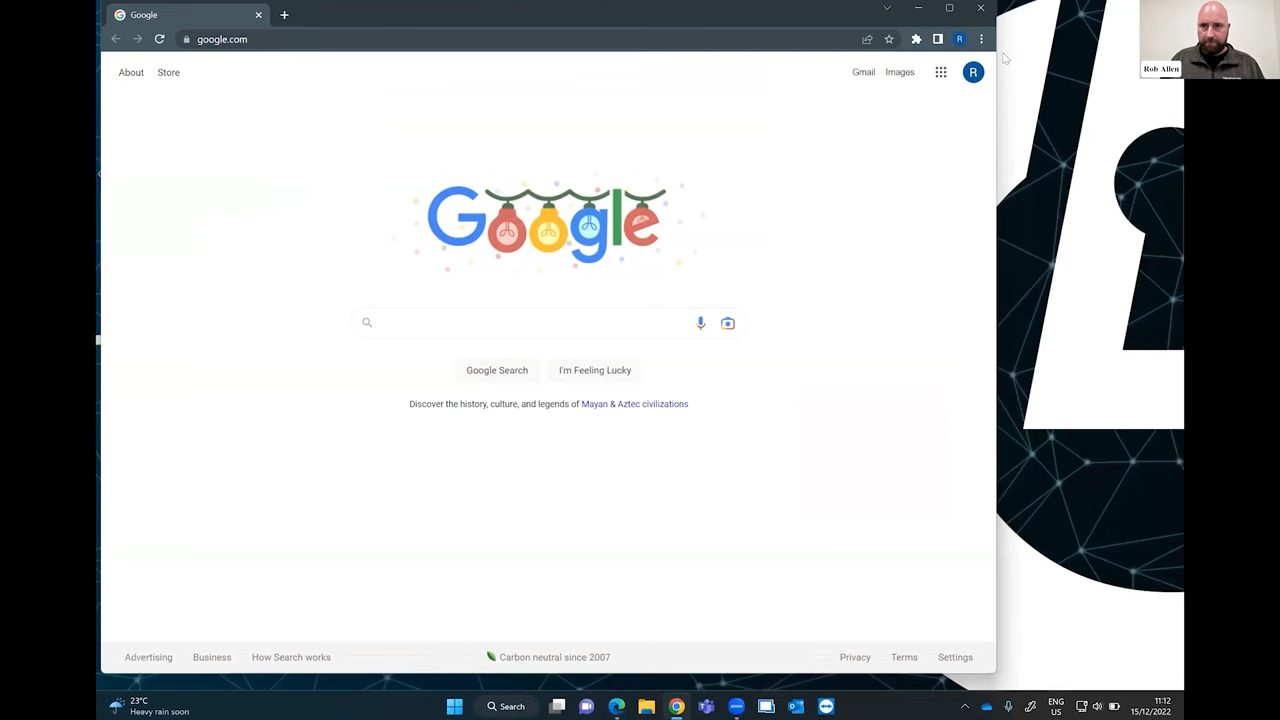 Google
google.com
R
Rob Allen
About
Store
Gmail
Images
R
Google
Google Search
I'm Feeling Lucky
Discover the history, culture, and legends of Mayan & Aztec civilizations
Advertising
Business
How Search works
Carbon neutral since 2007
Privacy
Terms
Settings
23°C
Heavy rain soon
Search
ENG
US
11:12
15/12/2022